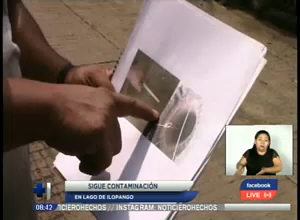 SIGUE CONTAMINACIÓN
EN LAGO DE ILOPANGO
facebook
LIVE
08:42
NOTICIEROHECHOS // INSTAGRAM: NOTICIEROHECHOS